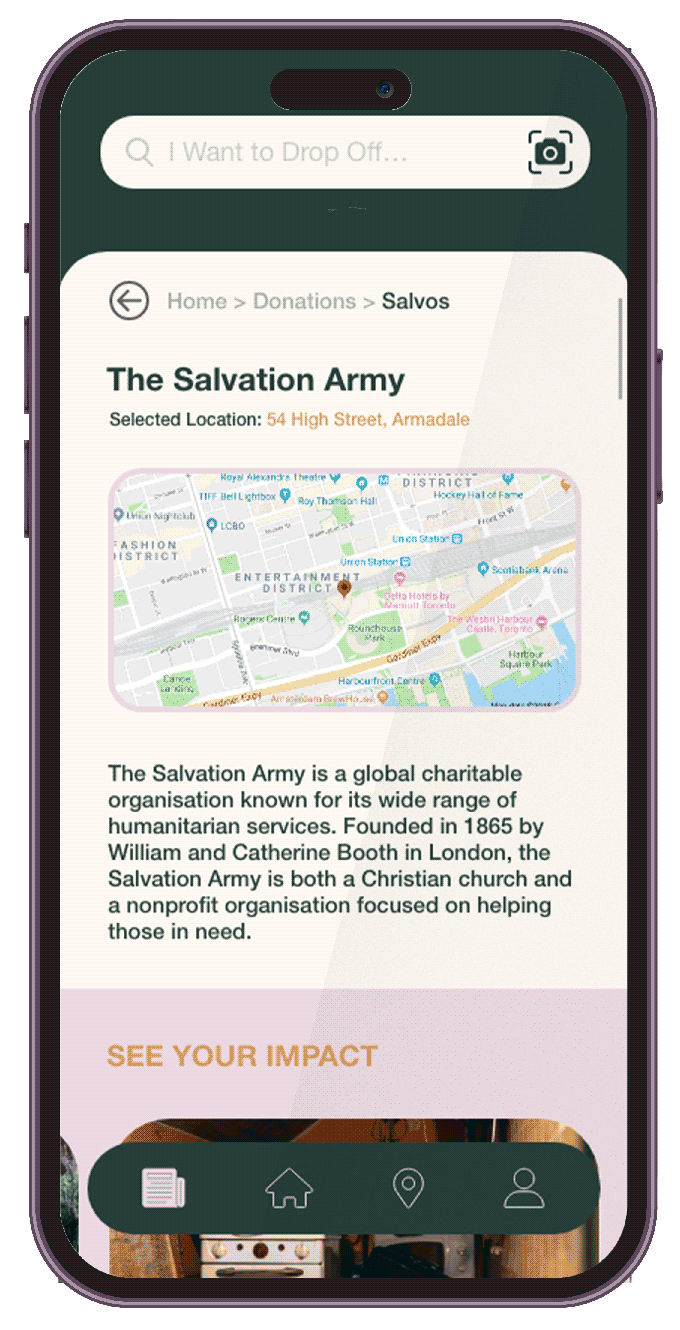 I Want to Drop Off...
Home > Donations > Salvos
The Salvation Army
Selected Location: 54 High Street, Armadale
Royal Alexandra Theatre
DISTRICT
TIFF Bell Lightbox
Roy Thomson Hall
Hockey Hall of Fame
Union Nightclub
LCBO
Front St W
Union Station
FASHION
DISTRICT
Union Station
Scotiabank Arena
ENTERTAINMENT
DISTRICT
Delta Hotels by
Marriott Toronto
Rogers Centre
Roundhouse
Park
The Westin Harbour
Castle, Toronto
Bremner Blvd
Gardiner Expy
Harbour
Square Park
Canoe
Landing
Harbourfront Centre
Gardiner Expy
Amsterdam BrewHouse
The Salvation Army is a global charitable
organisation known for its wide range of
humanitarian services. Founded in 1865 by
William and Catherine Booth in London, the
Salvation Army is both a Christian church and
a nonprofit organisation focused on helping
those in need.
SEE YOUR IMPACT